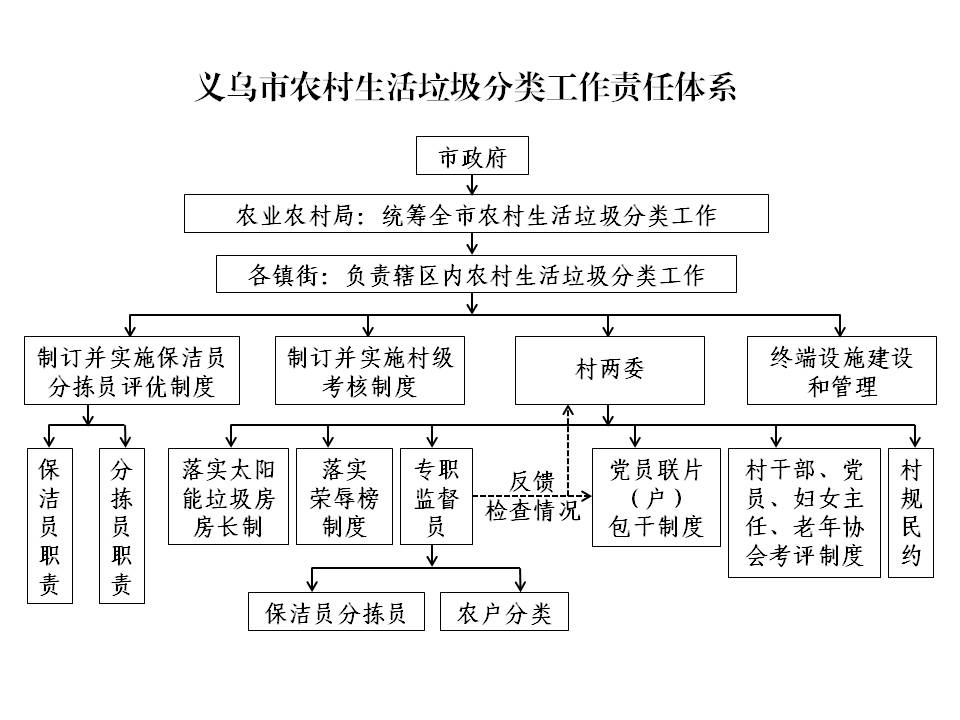 义乌市农村生活垃圾分类工作责任体系
市政府
农业农村局：统筹全市农村生活垃圾分类工作
各镇街：负责辖区内农村生活垃圾分类工作
制订并实施保洁员
分拣员评优制度
制订并实施村级
考核制度
村两委
终端设施建设
和管理
保
洁
员
职
责
分
拣
员
职
责
落实太阳
能垃圾房
房长制
落实
荣辱榜
制度
专职
监督
员
反馈
检查情况
党员联片
（户）
包干制度
村干部、党
员、妇女主
任、老年协
会考评制度
村
规
民
约
保洁员分拣员
农户分类